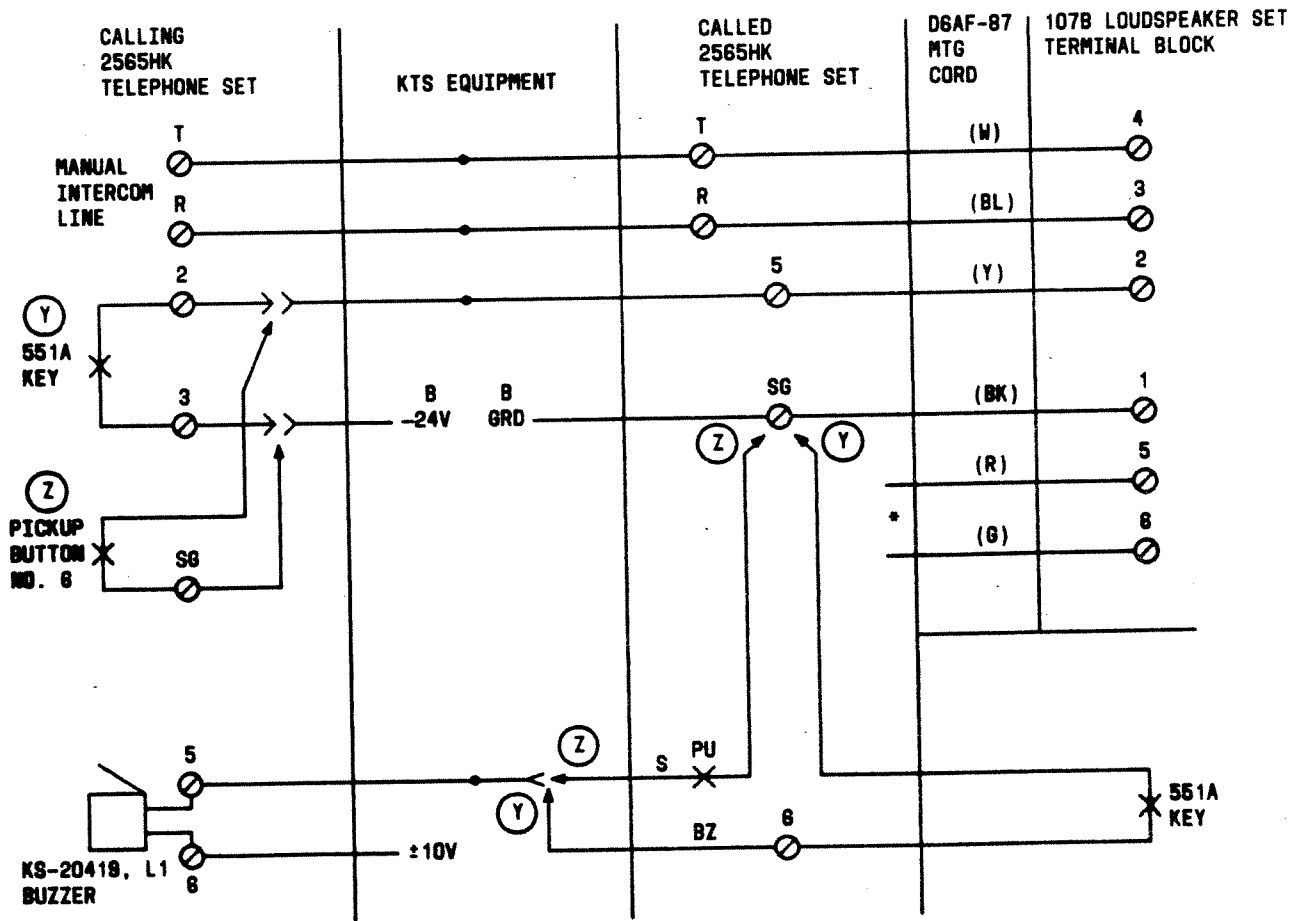 CALLING
2565HK
TELEPHONE SET
KTS EQUIPMENT
CALLED
2565HK
TELEPHONE SET
D6AF-87
MTG
CORD
107B LOUDSPEAKER SET
TERMINAL BLOCK
MANUAL
INTERCOM
LINE
T
T
(W)
4
R
R
(BL)
3
2
5
(Y)
2
Y
551A
KEY
3
B
-24V
B
GRD
SG
(BK)
1
Z
Y
(R)
5
*
(G)
6
Z
PICKUP
BUTTON
NO. 6
SG
5
Z
S
PU
Y
BZ
6
551A
KEY
±10V
6
KS-20419, L1
BUZZER